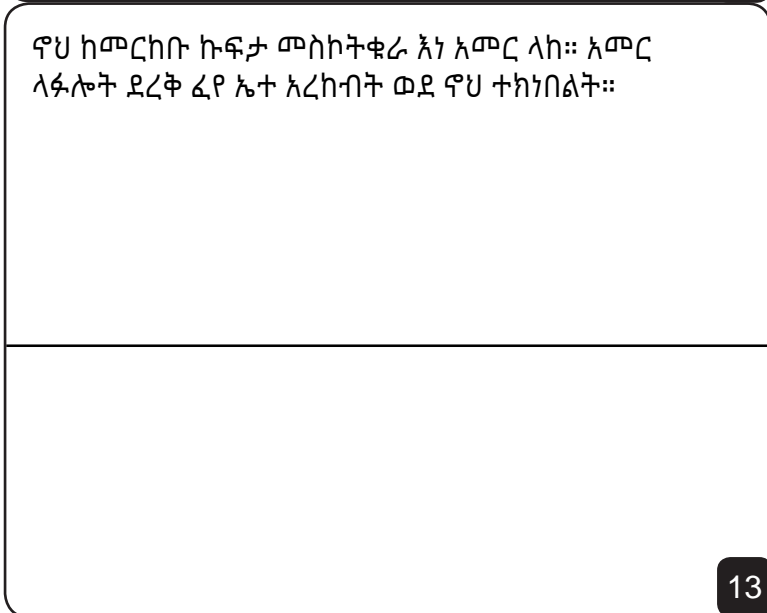 ኖህ ከመርከቡ ኩፍታ መስኮትቁራ እነ አመር ላከ። አመር
ላፉሎት ደረቅ ፈየ ኤተ አረከብት ወደ ኖህ ተክነበልት።
13